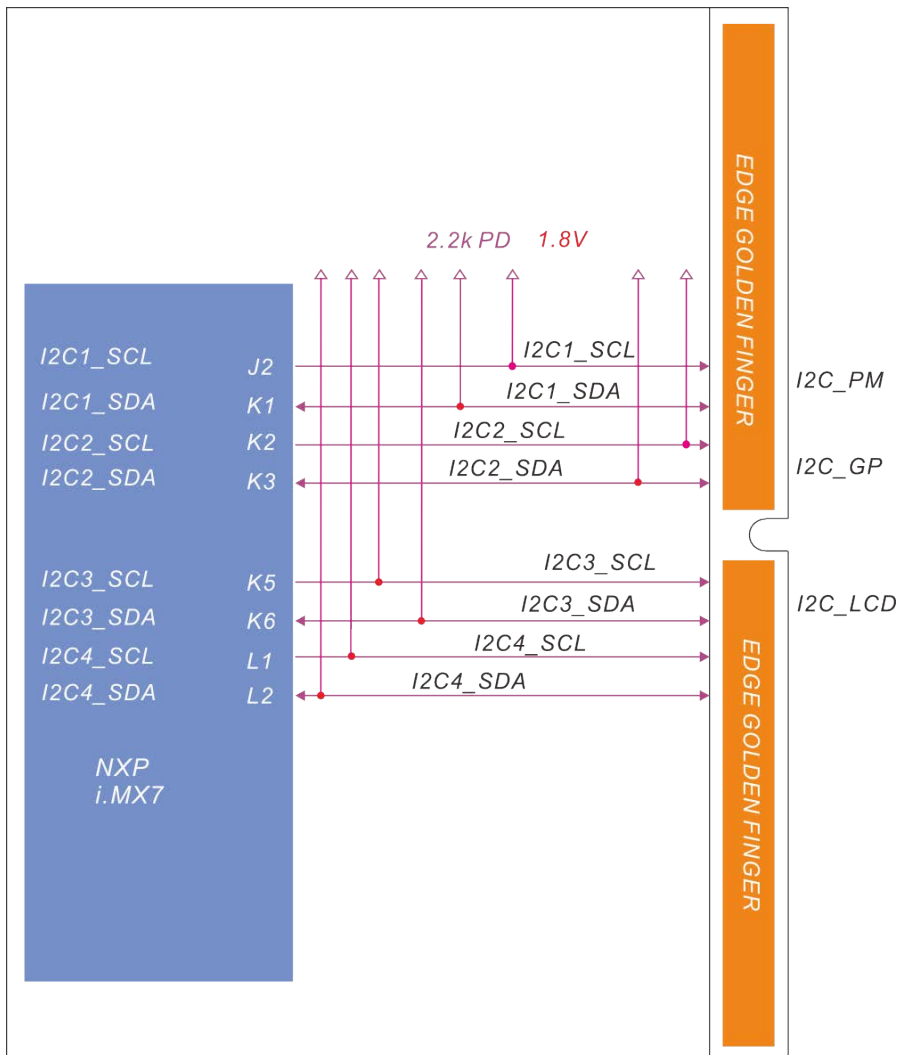 2.2k PD 1.8V
EDGE GOLDEN FINGER
I2C1_SCL J2 I2C1_SCL
I2C_PM
I2C1_SDA K1 I2C1_SDA
I2C2_SCL K2 I2C2_SCL
I2C2_SDA K3 I2C2_SDA
I2C_GP
I2C3_SCL K5 I2C3_SCL
I2C_LCD
I2C3_SDA K6 I2C3_SDA
I2C4_SCL L1 I2C4_SCL
I2C4_SDA L2 I2C4_SDA
EDGE GOLDEN FINGER
NXP
i.MX7